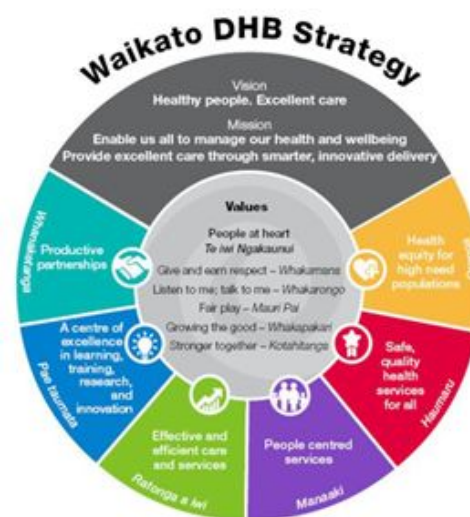 Waikato DHB Strategy
Vision
Healthy people. Excellent care
Mission
Enable us all to manage our health and wellbeing
Provide excellent care through smarter, innovative delivery
Values
People at heart
Te iwi Ngakaunui
Give and earn respect – Whakamana
Listen to me; talk to me – Whakarongo
Fair play – Mauri Pai
Growing the good – Whakapakari
Stronger together – Kotahitanga
Health
equity for
high need
populations
Safe,
quality
health
services
for all
Haumaru
People centred
services
Manaaki
Effective and
efficient care
and services
Ratonga a iwi
A centre of
excellence
in learning,
training,
research,
and
innovation
Pae taumata
Productive
partnerships
Whanaketanga